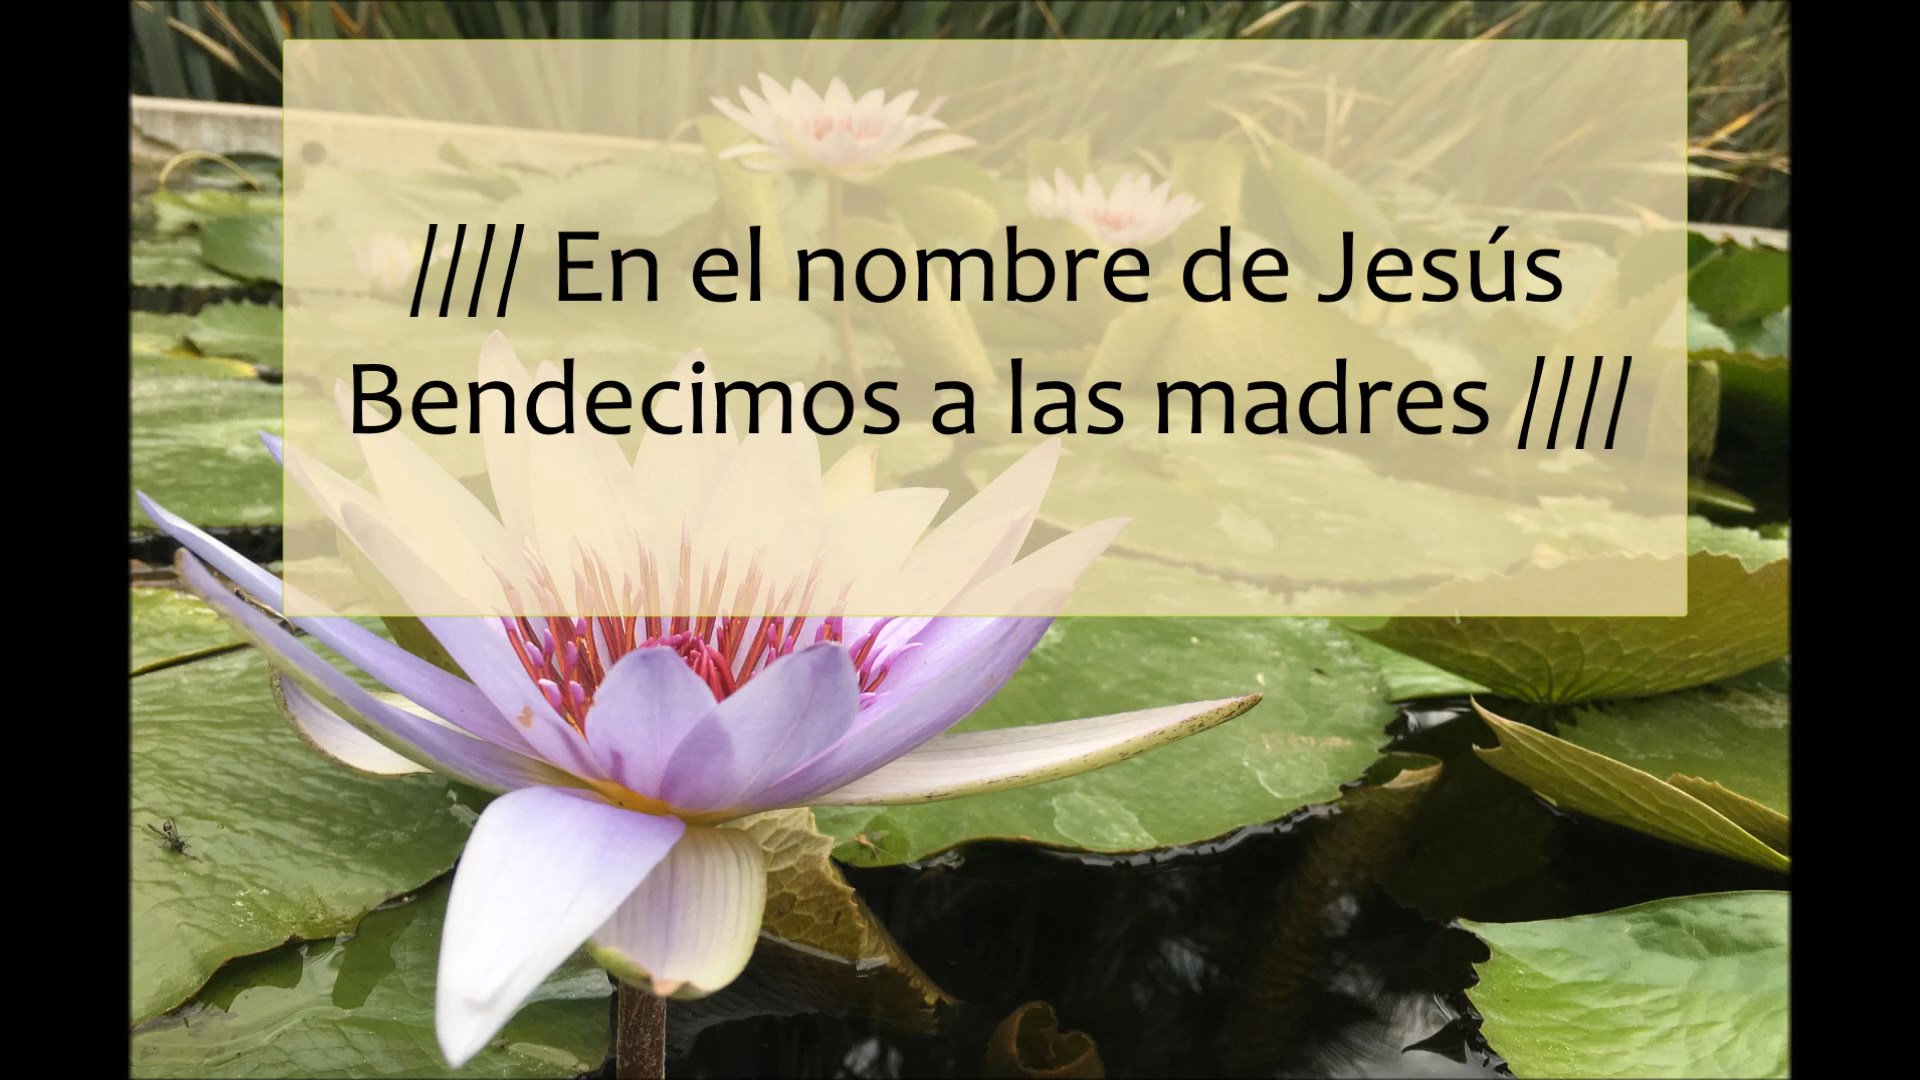 //// En el nombre de Jesús
Bendecimos a las madres ////